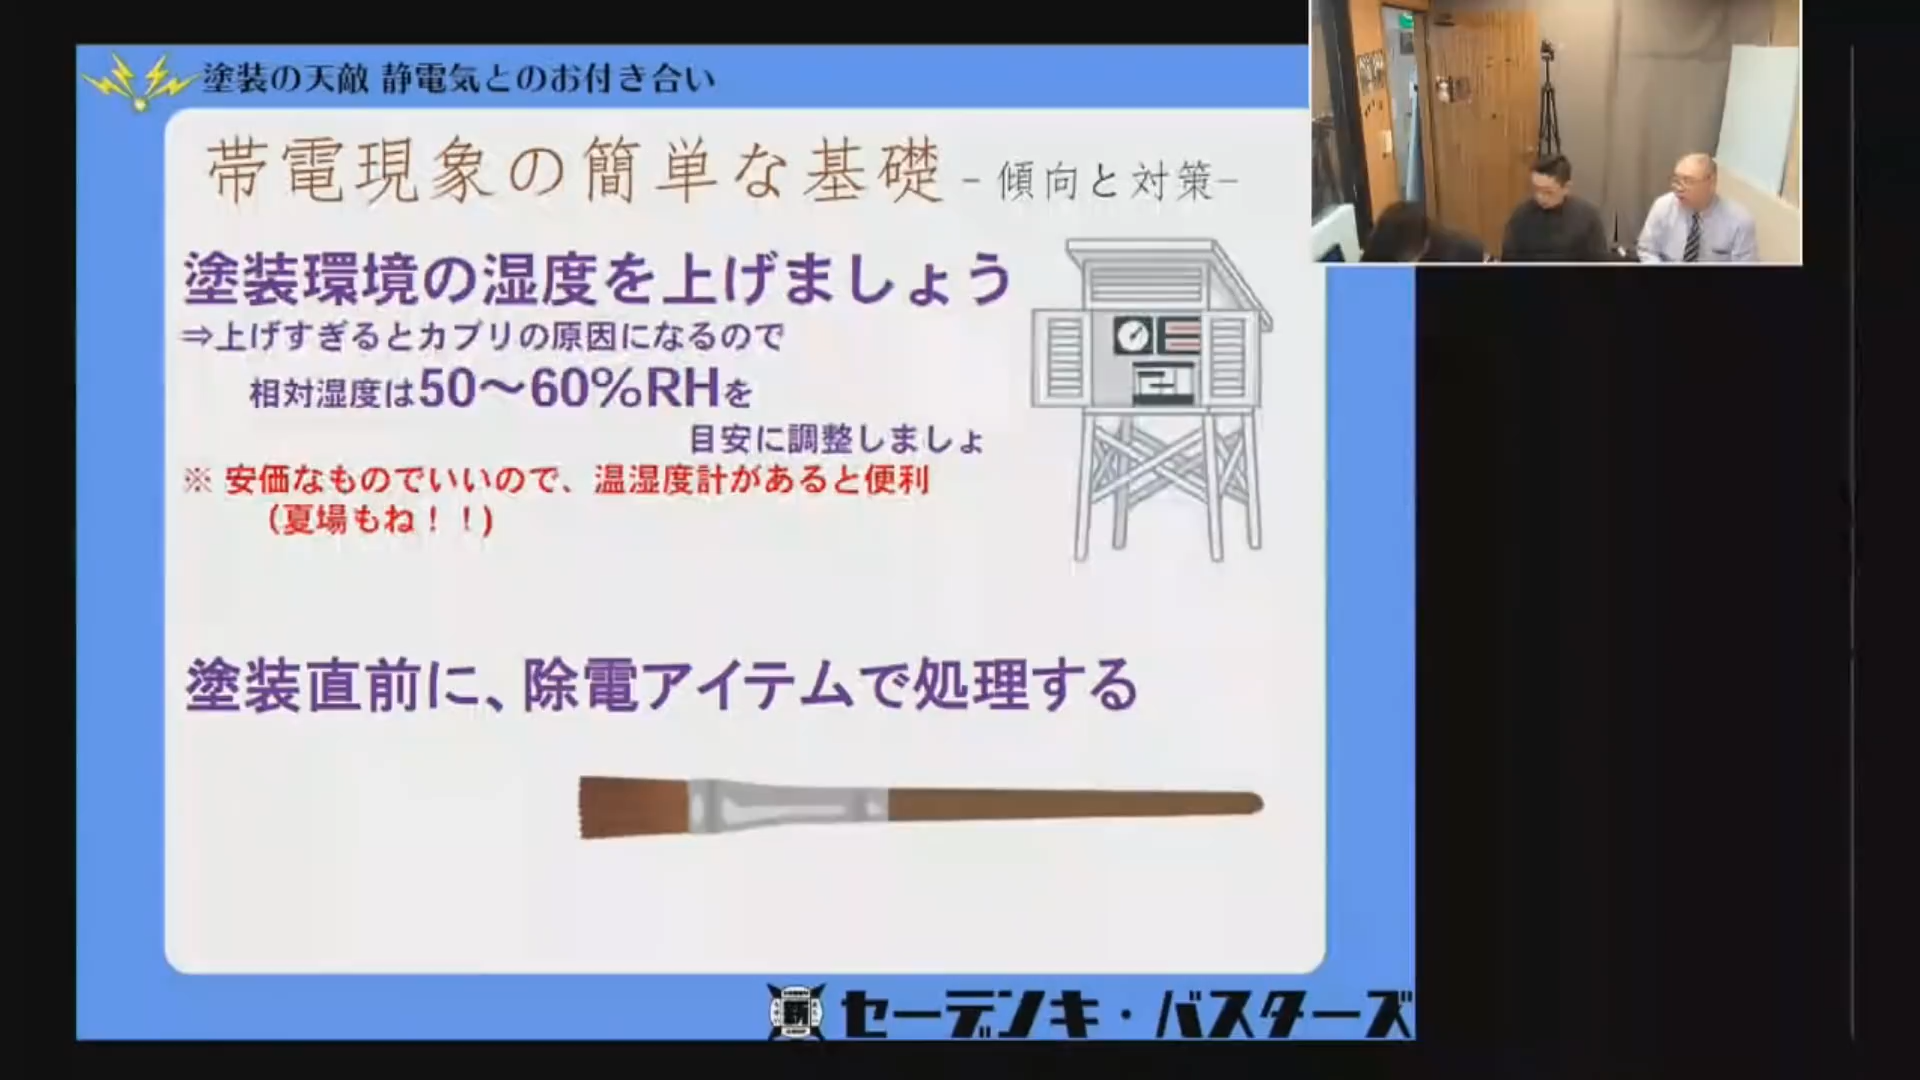 塗装の天敵 静電気とのお付き合い
帯電現象の簡単な基礎 - 傾向と対策-
塗装環境の湿度を上げましょう
⇒上げすぎるとカブリの原因になるので
相対湿度は50～60%RHを
目安に調整しましょ
※ 安価なものでいいので、温湿度計があると便利
（夏場もね！！)
塗装直前に、除電アイテムで処理する
セーデンキ・バスターズ